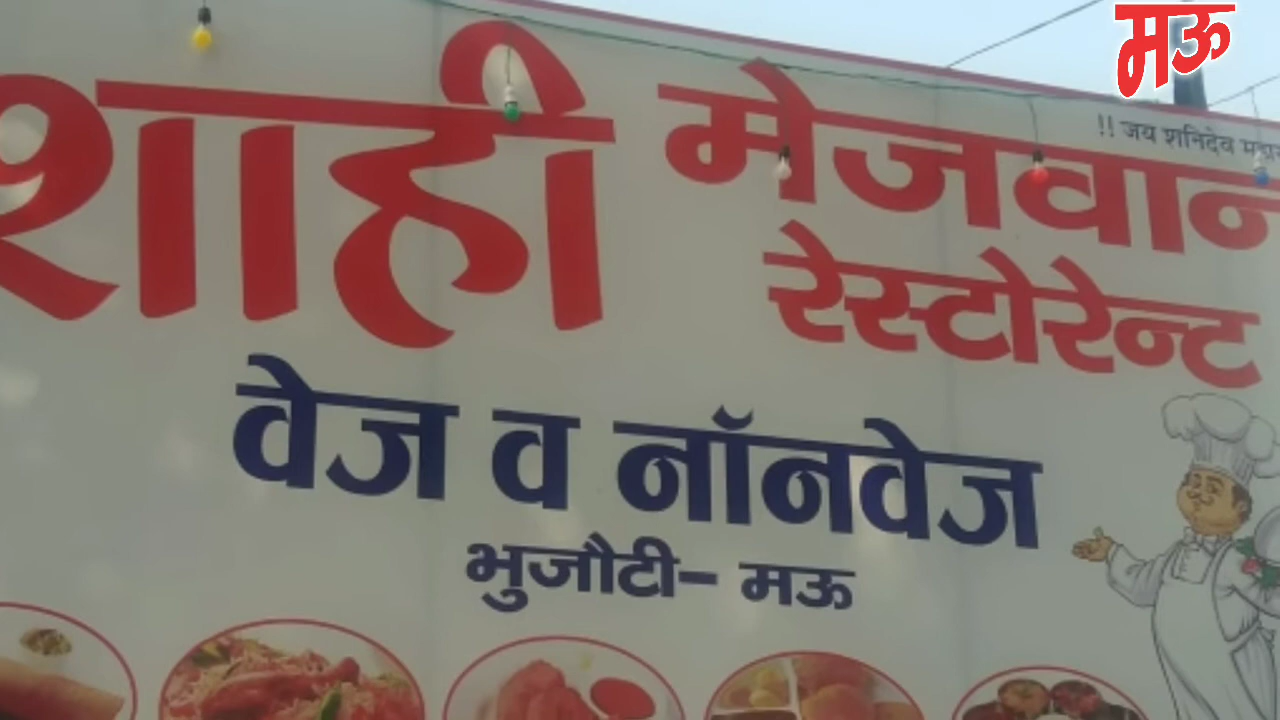 मऊ
!! जय शनिदेव
शाही मेजवान
रेस्टोरेन्ट
वेज व नॉनवेज
भुजौटी- मऊ